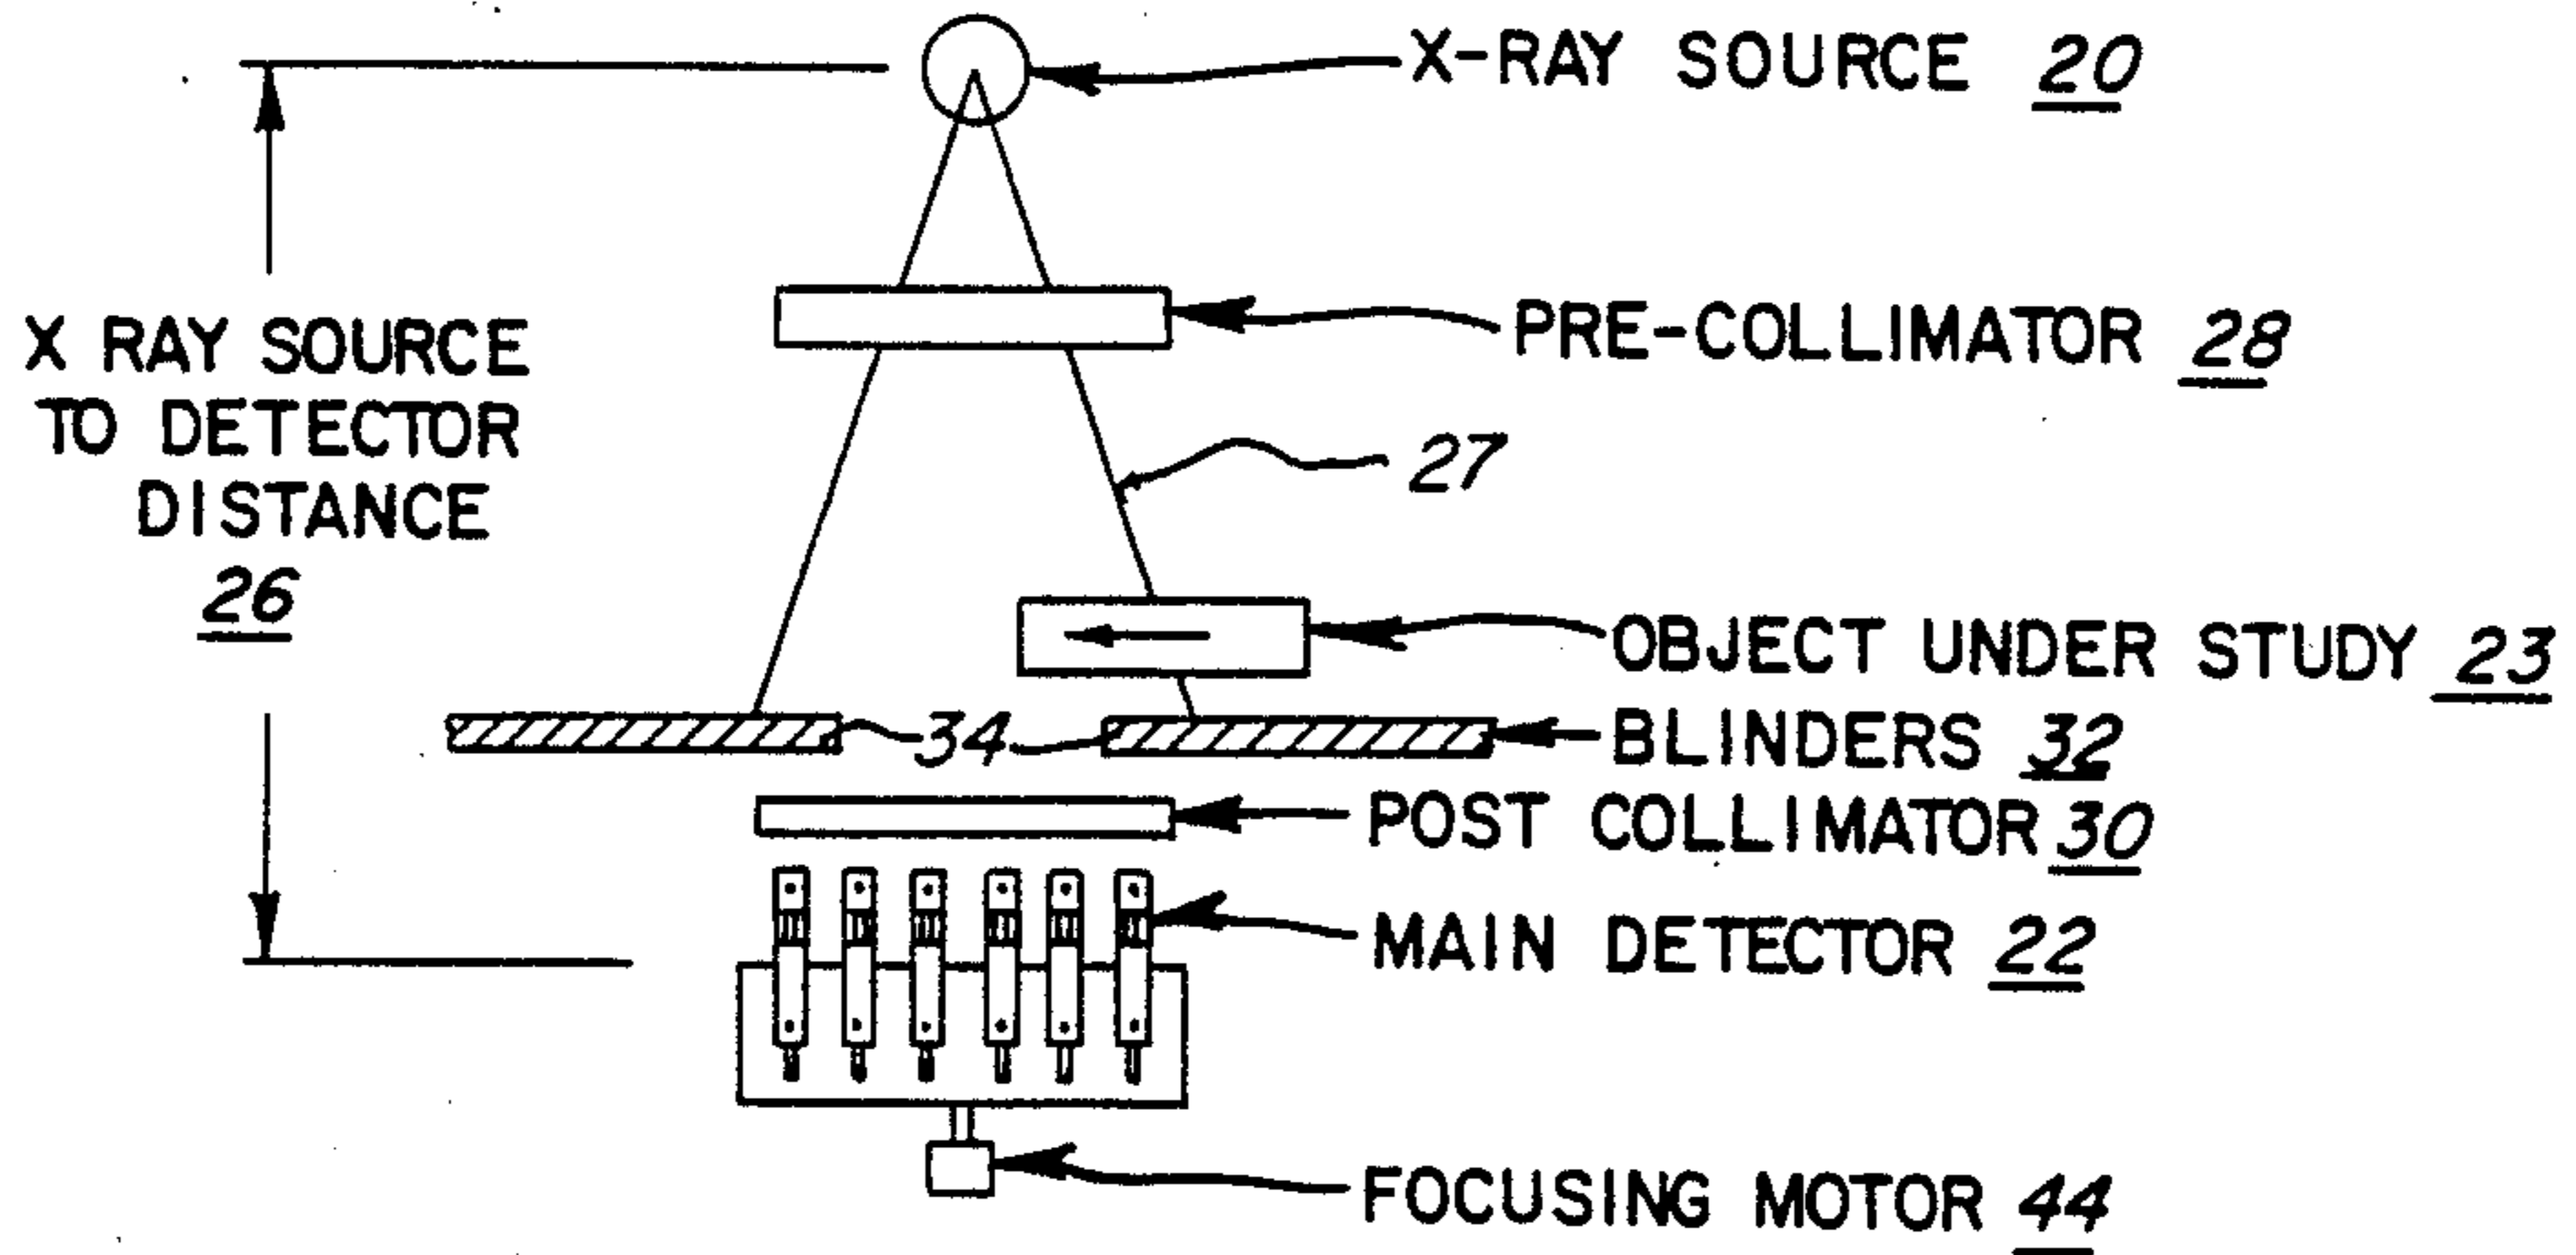 X-RAY SOURCE 20
PRE-COLLIMATOR 28
X RAY SOURCE
TO DETECTOR
DISTANCE
26
27
OBJECT UNDER STUDY 23
34
BLINDERS 32
POST COLLIMATOR 30
MAIN DETECTOR 22
FOCUSING MOTOR 44